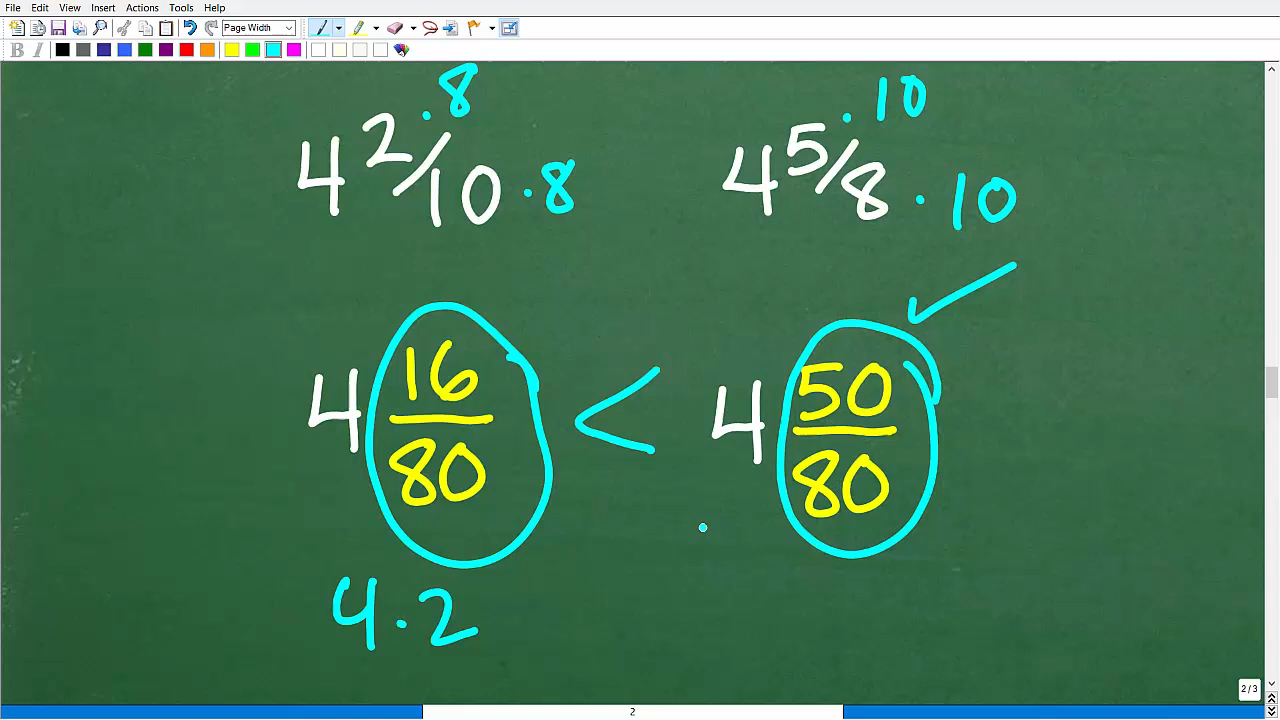 File Edit View Insert Actions Tools Help
Page Width
B I
·8 ·10
4 2/10 ·8 4 5/8 ·10
4 16/80 < 4 50/80
4.2
2/3
2